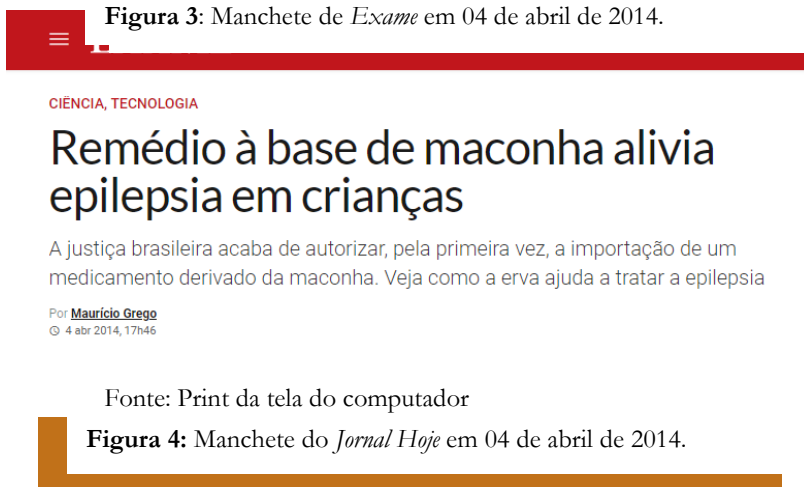 Figura 3: Manchete de Exame em 04 de abril de 2014.
CIÊNCIA, TECNOLOGIA
Remédio à base de maconha alivia
epilepsia em crianças
A justiça brasileira acaba de autorizar, pela primeira vez, a importação de um
medicamento derivado da maconha. Veja como a erva ajuda a tratar a epilepsia
Por Maurício Grego
4 abr 2014, 17h46
Fonte: Print da tela do computador
Figura 4: Manchete do Jornal Hoje em 04 de abril de 2014.